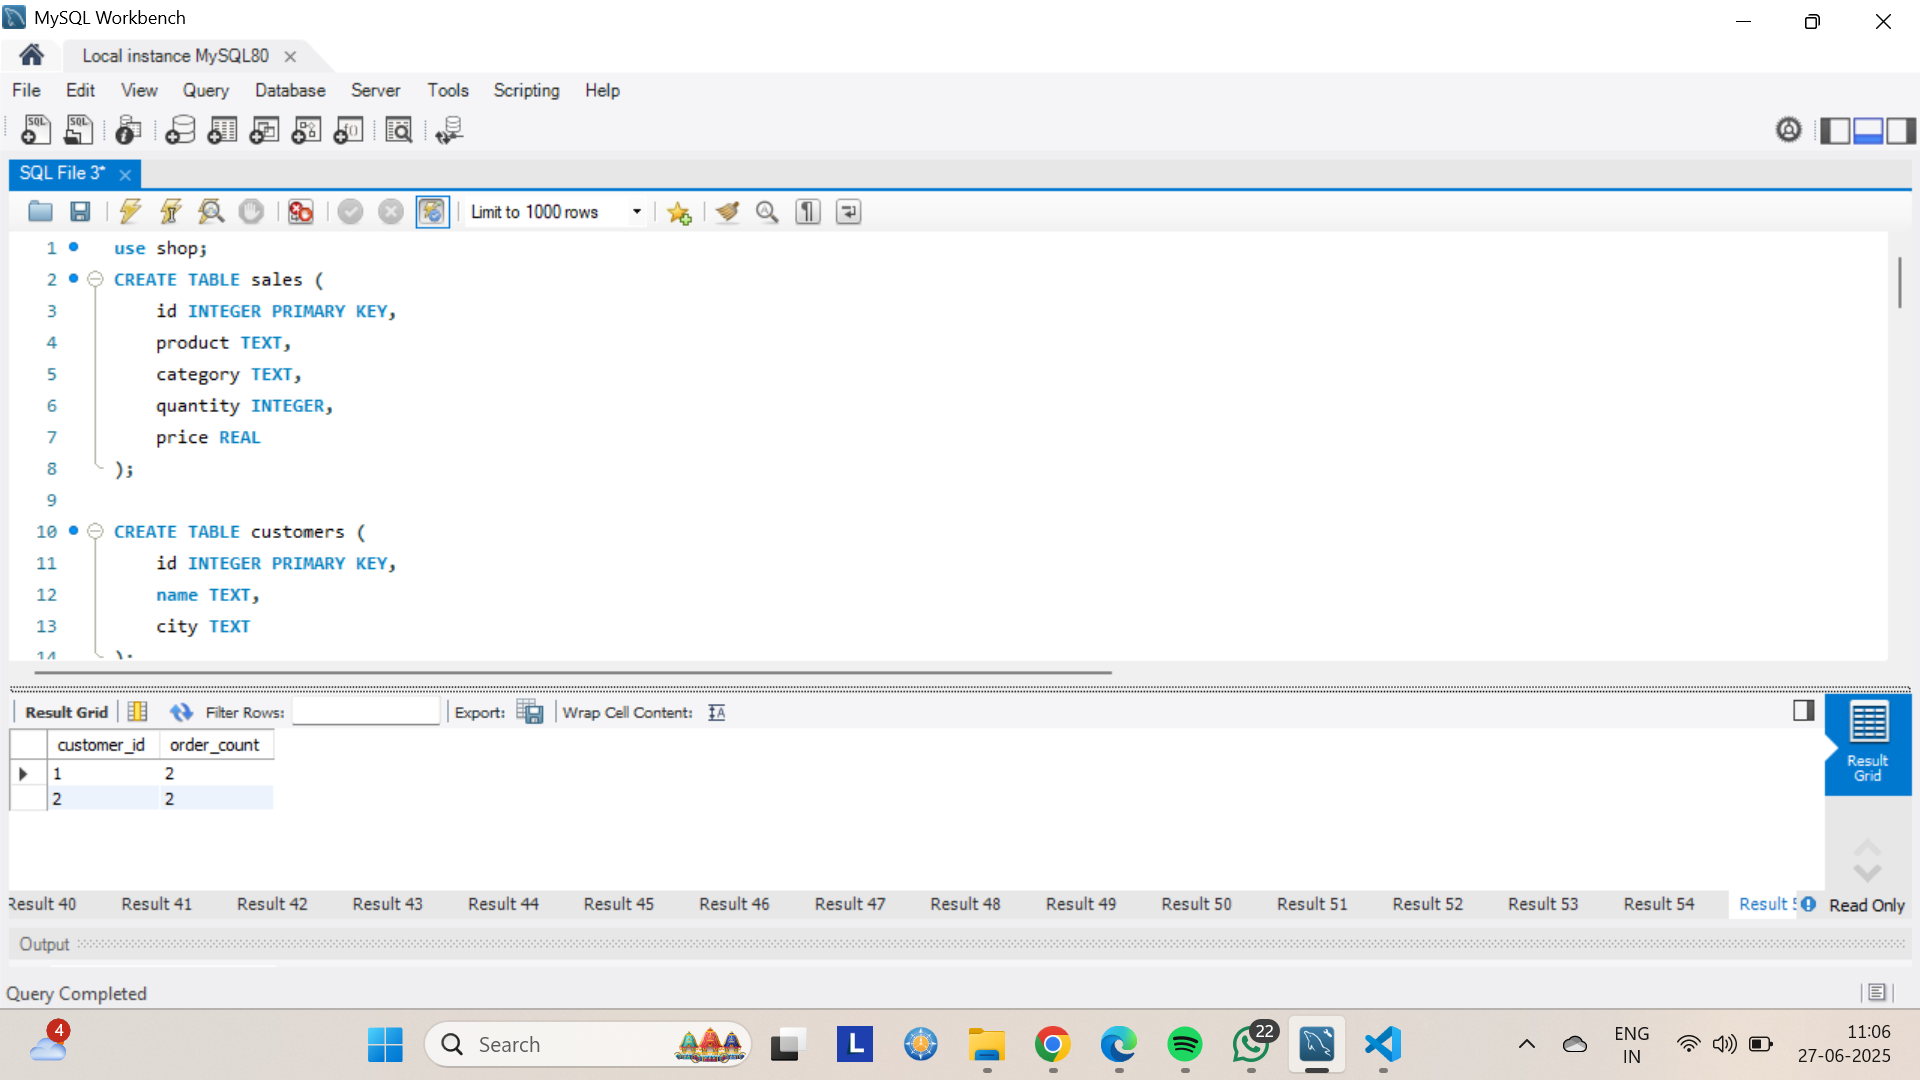 MySQL Workbench
Local instance MySQL80
File Edit View Query Database Server Tools Scripting Help
SQL File 3*
Limit to 1000 rows
1 use shop;
2 CREATE TABLE sales (
3 id INTEGER PRIMARY KEY,
4 product TEXT,
5 category TEXT,
6 quantity INTEGER,
7 price REAL
8 );
9
10 CREATE TABLE customers (
11 id INTEGER PRIMARY KEY,
12 name TEXT,
13 city TEXT
14 );
Result Grid Filter Rows: Export: Wrap Cell Content:
customer_id order_count
1 2
2 2
Result Grid
Result 40 Result 41 Result 42 Result 43 Result 44 Result 45 Result 46 Result 47 Result 48 Result 49 Result 50 Result 51 Result 52 Result 53 Result 54 Result Read Only
Output
Query Completed
4
Search
L
22
ENG
IN
11:06
27-06-2025